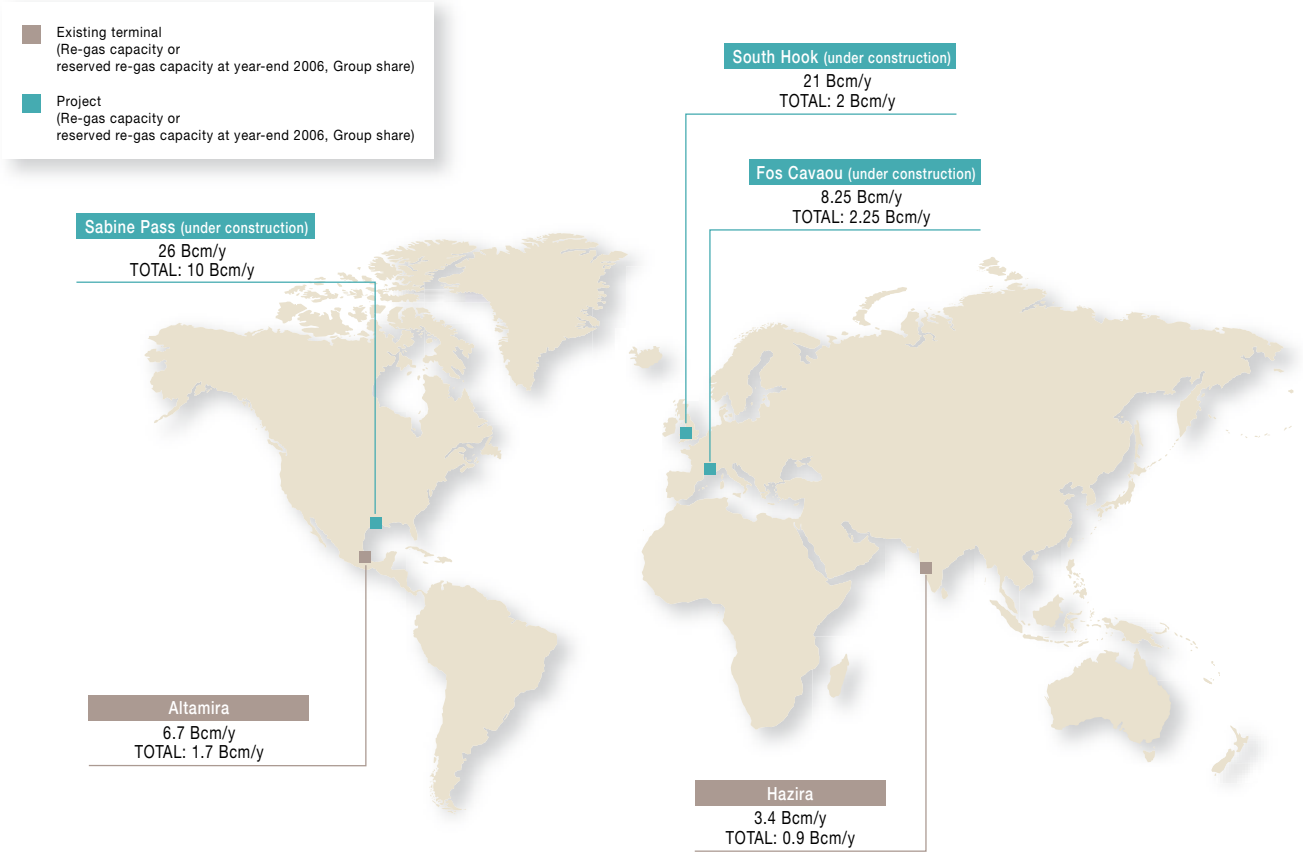 Existing terminal
(Re-gas capacity or
reserved re-gas capacity at year-end 2006, Group share)
Project
(Re-gas capacity or
reserved re-gas capacity at year-end 2006, Group share)
South Hook (under construction)
21 Bcm/y
TOTAL: 2 Bcm/y
Fos Cavaou (under construction)
8.25 Bcm/y
TOTAL: 2.25 Bcm/y
Sabine Pass (under construction)
26 Bcm/y
TOTAL: 10 Bcm/y
Altamira
6.7 Bcm/y
TOTAL: 1.7 Bcm/y
Hazira
3.4 Bcm/y
TOTAL: 0.9 Bcm/y